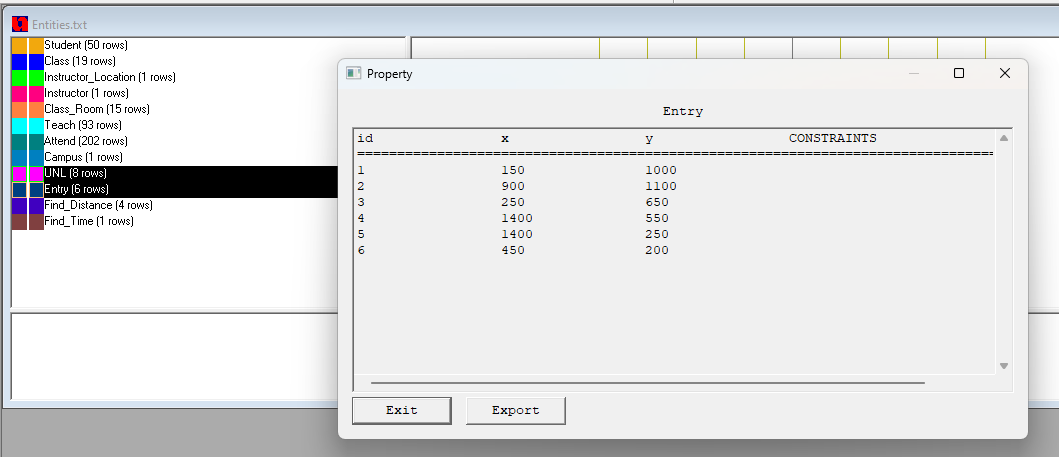 Entities.txt
Student (50 rows)
Class (19 rows)
Instructor_Location (1 rows)
Instructor (1 rows)
Class_Room (15 rows)
Teach (93 rows)
Attend (202 rows)
Campus (1 rows)
UNL (8 rows)
Entry (6 rows)
Find_Distance (4 rows)
Find_Time (1 rows)
Property
Entry
id x y CONSTRAINTS
================================================================================
1 150 1000
2 900 1100
3 250 650
4 1400 550
5 1400 250
6 450 200
Exit Export